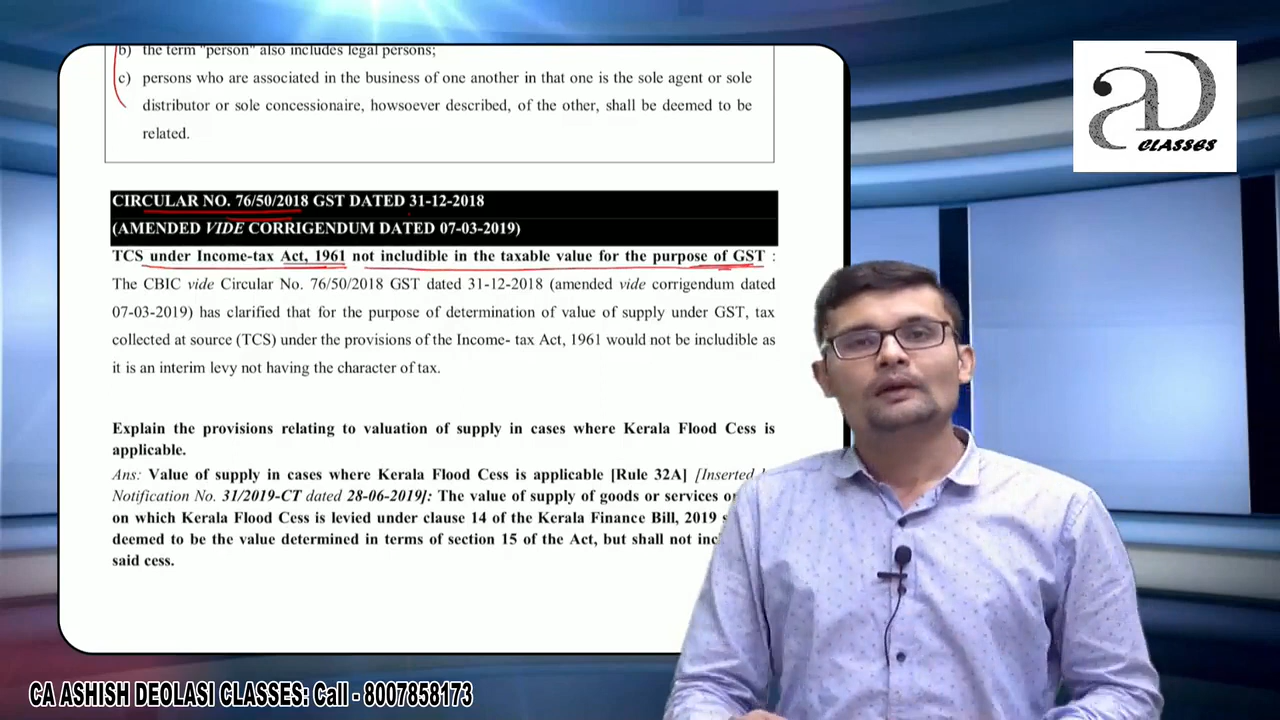 b) the term "person" also includes legal persons;
c) persons who are associated in the business of one another in that one is the sole agent or sole
distributor or sole concessionaire, howsoever described, of the other, shall be deemed to be
related.
CIRCULAR NO. 76/50/2018 GST DATED 31-12-2018
(AMENDED VIDE CORRIGENDUM DATED 07-03-2019)
TCS under Income-tax Act, 1961 not includible in the taxable value for the purpose of GST :
The CBIC vide Circular No. 76/50/2018 GST dated 31-12-2018 (amended vide corrigendum dated
07-03-2019) has clarified that for the purpose of determination of value of supply under GST, tax
collected at source (TCS) under the provisions of the Income- tax Act, 1961 would not be includible as
it is an interim levy not having the character of tax.
Explain the provisions relating to valuation of supply in cases where Kerala Flood Cess is
applicable.
Ans: Value of supply in cases where Kerala Flood Cess is applicable [Rule 32A] [Inserted
Notification No. 31/2019-CT dated 28-06-2019]: The value of supply of goods or services
on which Kerala Flood Cess is levied under clause 14 of the Kerala Finance Bill, 2019
deemed to be the value determined in terms of section 15 of the Act, but shall not
said cess.
aD
CLASSES
CA ASHISH DEOLASI CLASSES: Call - 8007858173